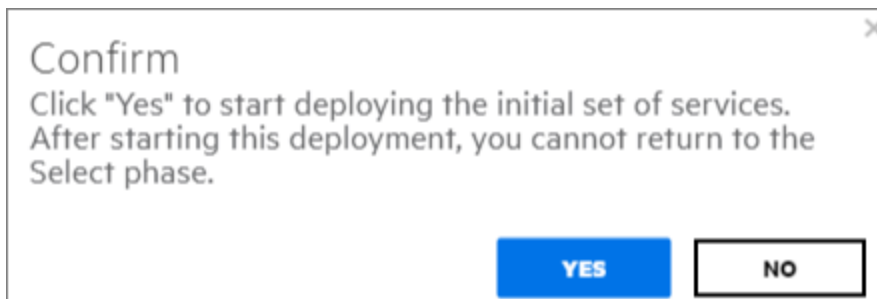 Confirm
Click "Yes" to start deploying the initial set of services.
After starting this deployment, you cannot return to the
Select phase.
YES NO